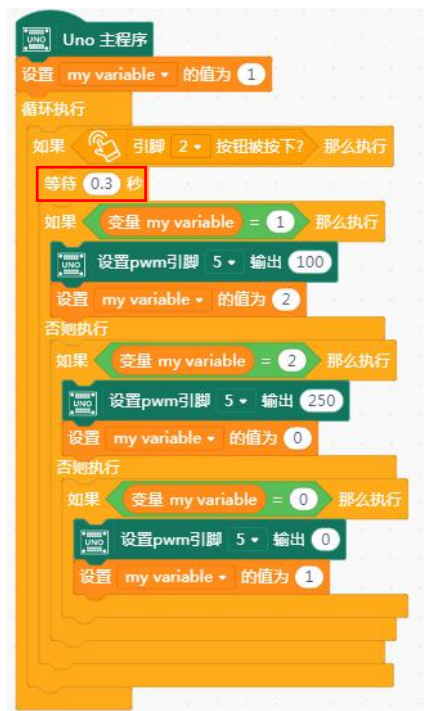 UNO Uno 主程序
设置 my variable 的值为 1
循环执行
如果 引脚 2 按钮被按下? 那么执行
等待 0.3 秒
如果 变量 my variable = 1 那么执行
UNO 设置pwm引脚 5 输出 100
设置 my variable 的值为 2
否则执行
如果 变量 my variable = 2 那么执行
UNO 设置pwm引脚 5 输出 250
设置 my variable 的值为 0
否则执行
如果 变量 my variable = 0 那么执行
UNO 设置pwm引脚 5 输出 0
设置 my variable 的值为 1